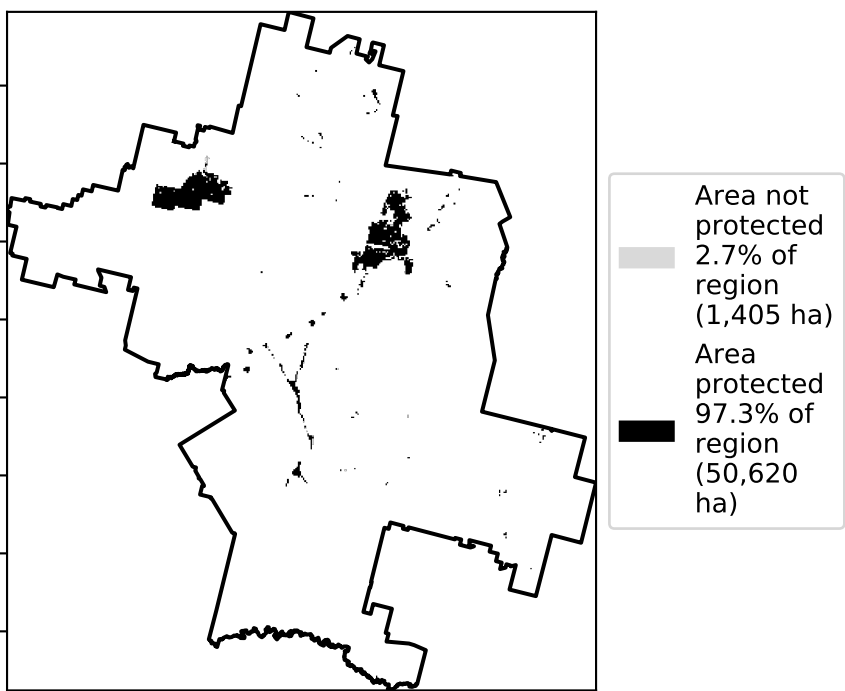 Area not
protected
2.7% of
region
(1,405 ha)
Area
protected
97.3% of
region
(50,620
ha)